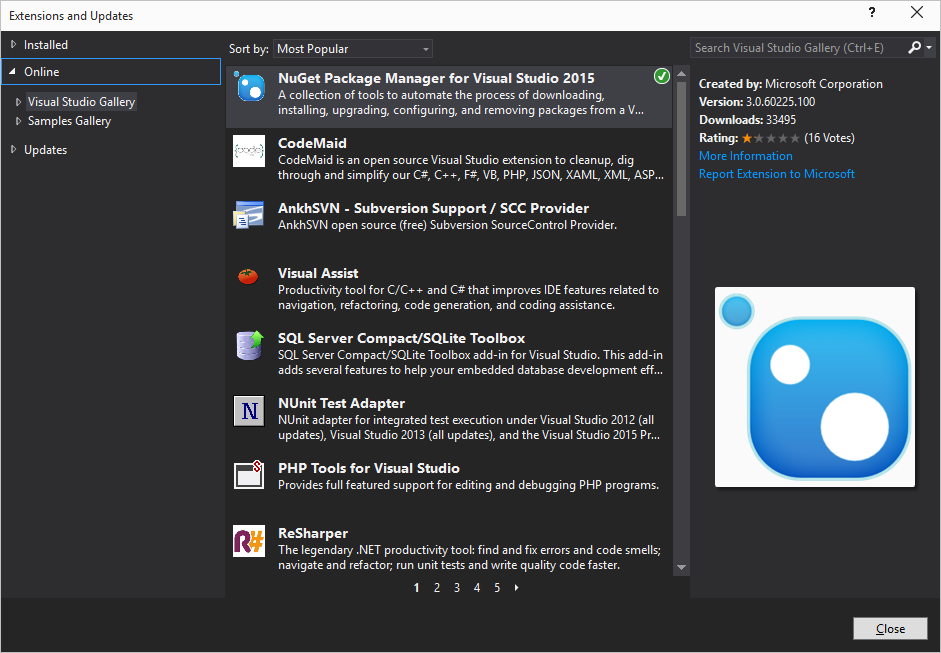 Extensions and Updates
?
Installed
Online
Visual Studio Gallery
Samples Gallery
Updates
Sort by: Most Popular
NuGet Package Manager for Visual Studio 2015
A collection of tools to automate the process of downloading,
installing, upgrading, configuring, and removing packages from a V...
{code}
CodeMaid
CodeMaid is an open source Visual Studio extension to cleanup, dig
through and simplify our C#, C++, F#, VB, PHP, JSON, XAML, XML, ASP...
AnkhSVN - Subversion Support / SCC Provider
AnkhSVN open source (free) Subversion SourceControl Provider.
Visual Assist
Productivity tool for C/C++ and C# that improves IDE features related to
navigation, refactoring, code generation, and coding assistance.
SQL Server Compact/SQLite Toolbox
SQL Server Compact/SQLite Toolbox add-in for Visual Studio. This add-in
adds several features to help your embedded database development eff...
N
NUnit Test Adapter
NUnit adapter for integrated test execution under Visual Studio 2012 (all
updates), Visual Studio 2013 (all updates), and the Visual Studio 2015 Pr...
PHP Tools for Visual Studio
Provides full featured support for editing and debugging PHP programs.
R#
ReSharper
The legendary .NET productivity tool: find and fix errors and code smells;
navigate and refactor; run unit tests and write quality code faster.
1 2 3 4 5
Search Visual Studio Gallery (Ctrl+E)
Created by: Microsoft Corporation
Version: 3.0.60225.100
Downloads: 33495
Rating: (16 Votes)
More Information
Report Extension to Microsoft
Close